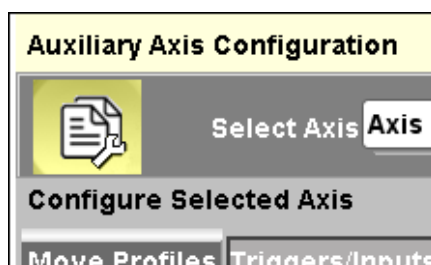 Auxiliary Axis Configuration
Select Axis Axis
Configure Selected Axis
Move Profiles Triggers/Inputs